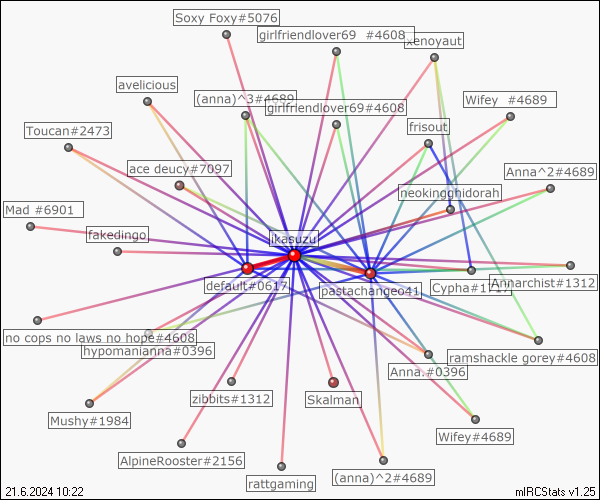 Soxy Foxy#5076
girlfriendlover69 #4608
xenoyaut
avelicious
(anna)^3#4689
girlfriendlover69#4608
Wifey #4689
Toucan#2473
frisout
ace deucy#7097
Anna^2#4689
neokingghidorah
Mad #6901
fakedingo
ikasuzu
default#0617
pastachangeo41
Cypha#1717
Annarchist#1312
no cops no laws no hope#4608
hypomanianna#0396
ramshackle gorey#4608
Anna.#0396
zibbits#1312
Skalman
Mushy#1984
Wifey#4689
AlpineRooster#2156
rattgaming
(anna)^2#4689
21.6.2024 10:22
mIRCStats v1.25